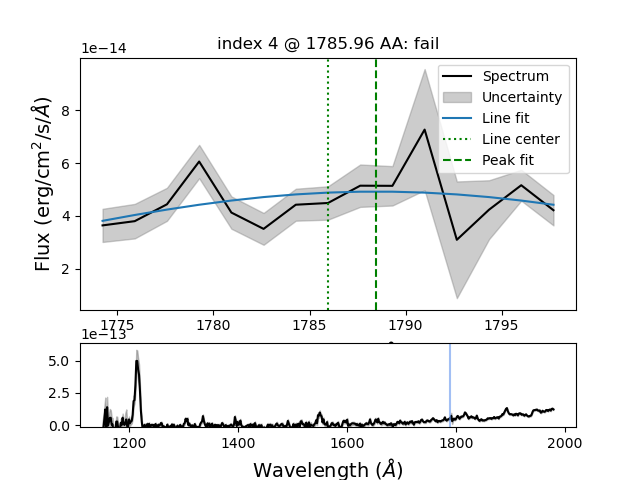 index 4 @ 1785.96 AA: fail
1e−14
Flux (erg/cm²/s/Å)
8
6
4
2
Spectrum
Uncertainty
Line fit
Line center
Peak fit
1775 1780 1785 1790 1795
1e−13
5.0
2.5
0.0
1200 1400 1600 1800 2000
Wavelength (Å)